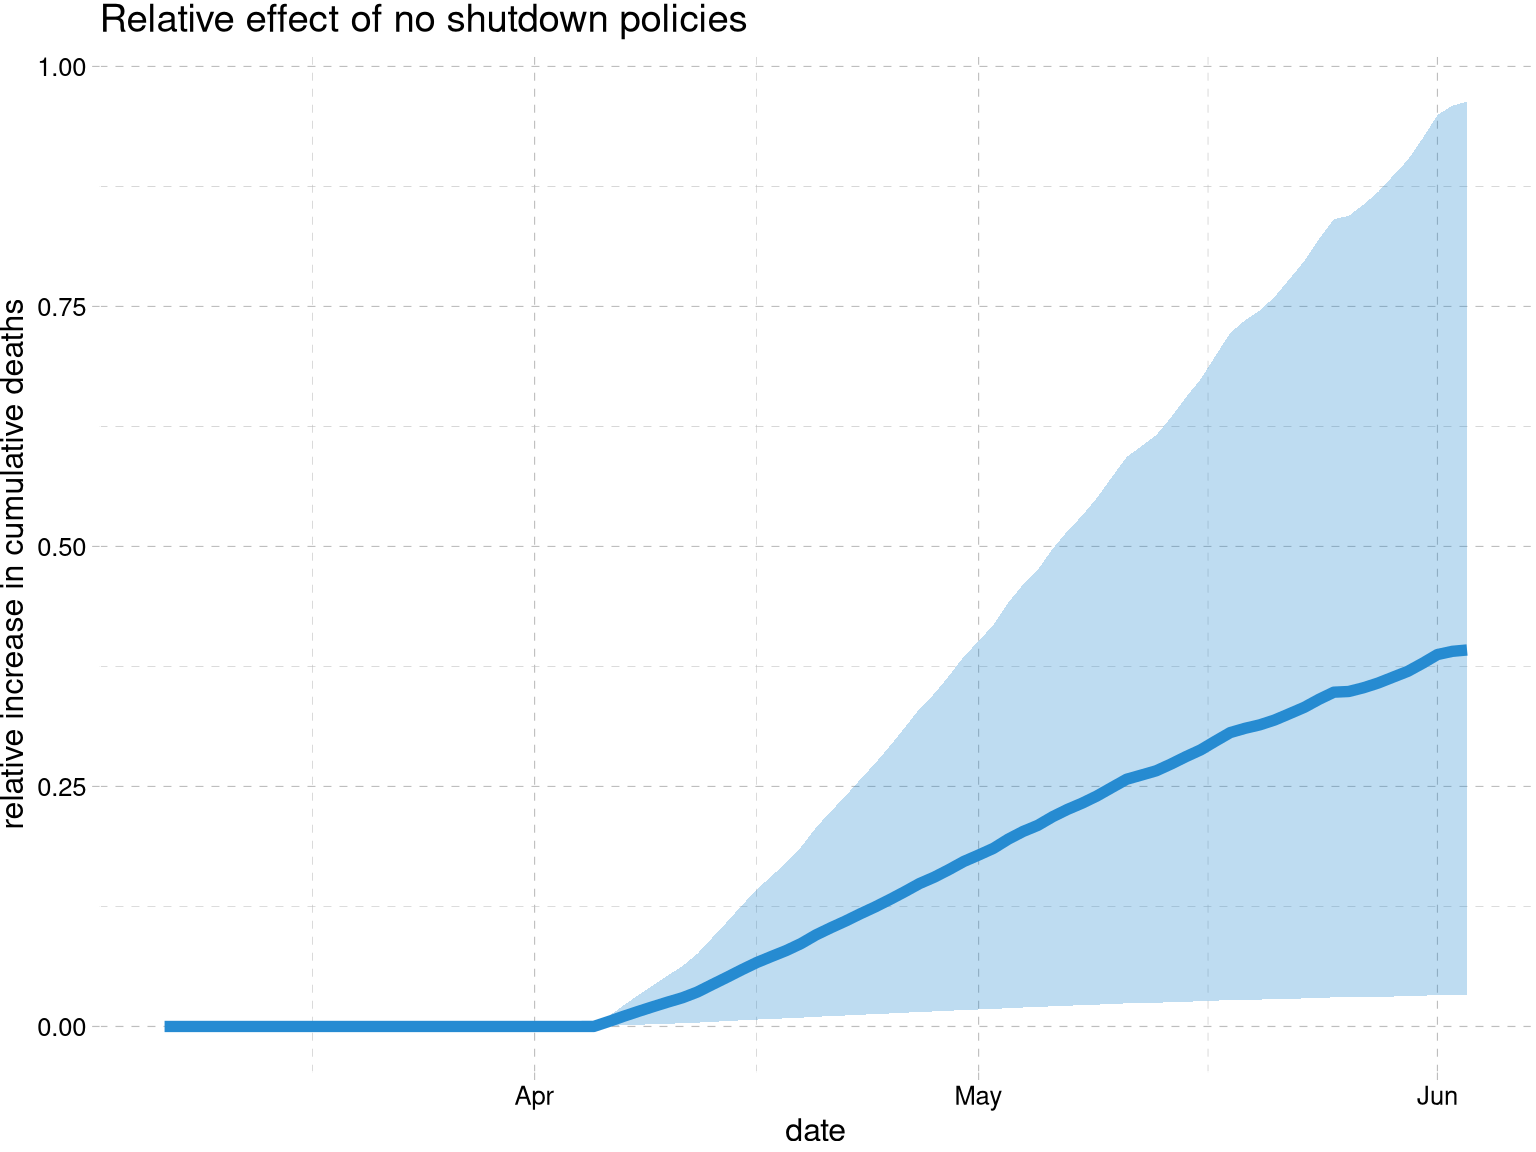 Relative effect of no shutdown policies
relative increase in cumulative deaths
1.00
0.75
0.50
0.25
0.00
Apr
May
Jun
date